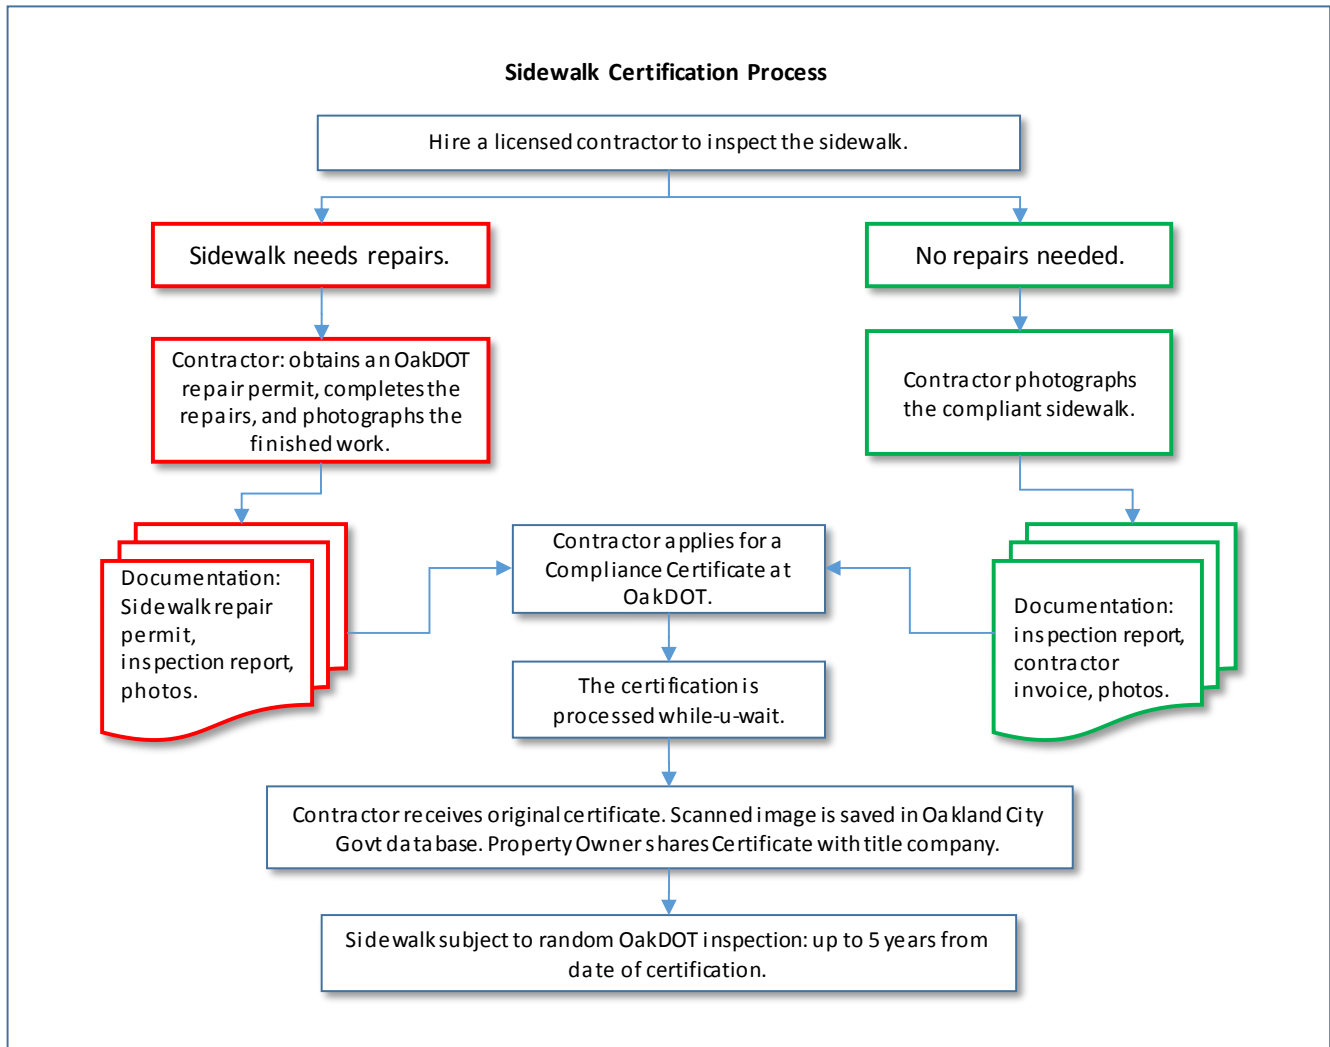 Sidewalk Certification Process
Hire a licensed contractor to inspect the sidewalk.
Sidewalk needs repairs.
No repairs needed.
Contractor: obtains an OakDOT
repair permit, completes the
repairs, and photographs the
finished work.
Contractor photographs
the compliant sidewalk.
Documentation:
Sidewalk repair
permit,
inspection report,
photos.
Contractor applies for a
Compliance Certificate at
OakDOT.
Documentation:
inspection report,
contractor
invoice, photos.
The certification is
processed while-u-wait.
Contractor receives original certificate. Scanned image is saved in Oakland City
Govt database. Property Owner shares Certificate with title company.
Sidewalk subject to random OakDOT inspection: up to 5 years from
date of certification.